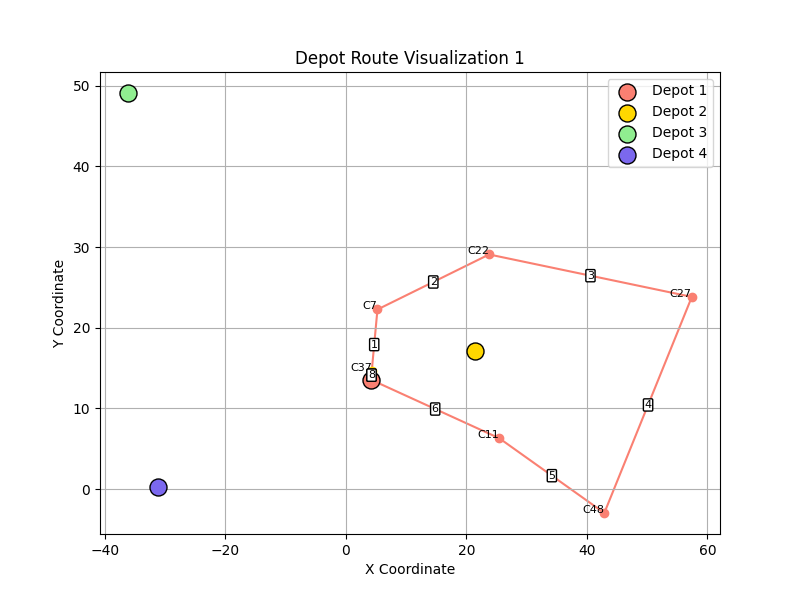 Depot Route Visualization 1
Depot 1
Depot 2
Depot 3
Depot 4
Y Coordinate
50
40
30
20
10
0
C22
C27
C7
C37
C11
C48
2
3
1
8
6
4
5
−40
−20
0
20
40
60
X Coordinate